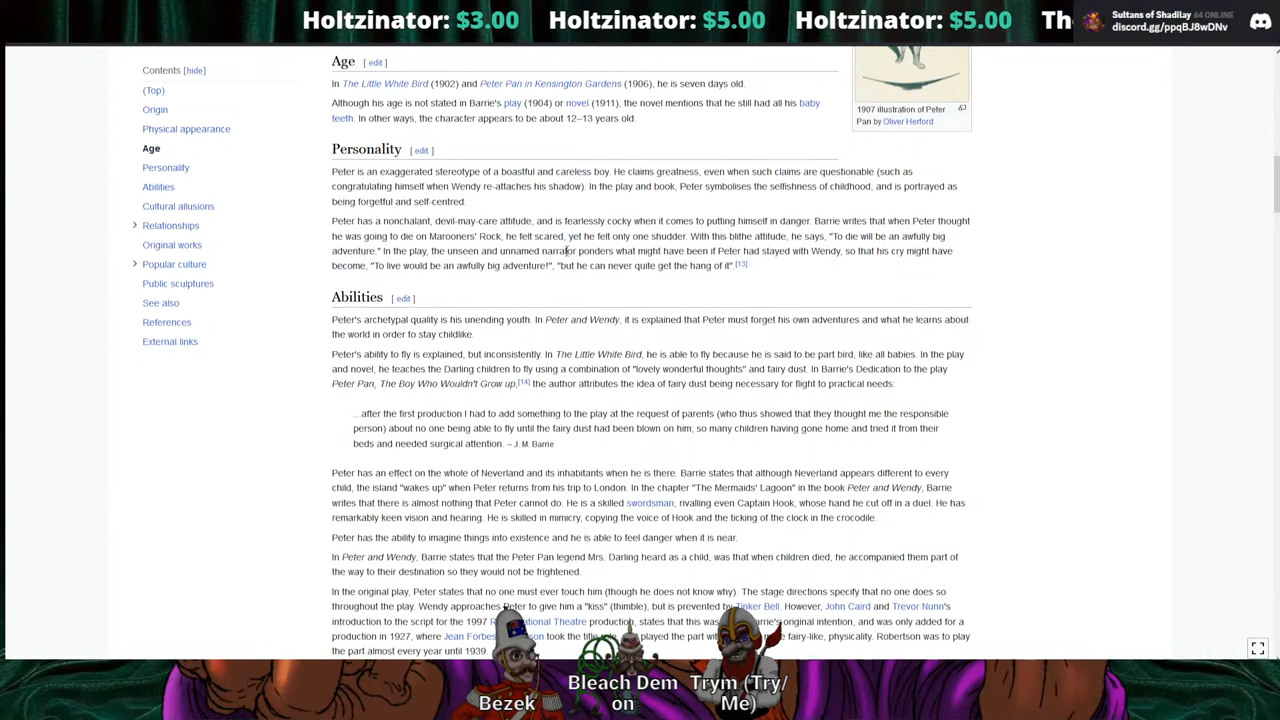 Holtzinator: $3.00 Holtzinator: $5.00 Holtzinator: $5.00 Th
Sultans of Shadilay 64 ONLINE
discord.gg/ppqBJ8wDNv
Contents [hide]
(Top)
Origin
Physical appearance
Age
Personality
Abilities
Cultural allusions
Relationships
Original works
Popular culture
Public sculptures
See also
References
External links
Age [ edit ]
In The Little White Bird (1902) and Peter Pan in Kensington Gardens (1906), he is seven days old.
Although his age is not stated in Barrie's play (1904) or novel (1911), the novel mentions that he still had all his baby
teeth. In other ways, the character appears to be about 12–13 years old.
1907 illustration of Peter
Pan by Oliver Herford
Personality [ edit ]
Peter is an exaggerated stereotype of a boastful and careless boy. He claims greatness, even when such claims are questionable (such as
congratulating himself when Wendy re-attaches his shadow). In the play and book, Peter symbolises the selfishness of childhood, and is portrayed as
being forgetful and self-centred.
Peter has a nonchalant, devil-may-care attitude, and is fearlessly cocky when it comes to putting himself in danger. Barrie writes that when Peter thought
he was going to die on Marooners' Rock, he felt scared, yet he felt only one shudder. With this blithe attitude, he says, "To die will be an awfully big
adventure." In the play, the unseen and unnamed narrator ponders what might have been if Peter had stayed with Wendy, so that his cry might have
become, "To live would be an awfully big adventure!", "but he can never quite get the hang of it".[13]
Abilities [ edit ]
Peter's archetypal quality is his unending youth. In Peter and Wendy, it is explained that Peter must forget his own adventures and what he learns about
the world in order to stay childlike.
Peter's ability to fly is explained, but inconsistently. In The Little White Bird, he is able to fly because he is said to be part bird, like all babies. In the play
and novel, he teaches the Darling children to fly using a combination of "lovely wonderful thoughts" and fairy dust. In Barrie's Dedication to the play
Peter Pan, The Boy Who Wouldn't Grow up,[14] the author attributes the idea of fairy dust being necessary for flight to practical needs:
...after the first production I had to add something to the play at the request of parents (who thus showed that they thought me the responsible
person) about no one being able to fly until the fairy dust had been blown on him; so many children having gone home and tried it from their
beds and needed surgical attention. – J. M. Barrie
Peter has an effect on the whole of Neverland and its inhabitants when he is there. Barrie states that although Neverland appears different to every
child, the island "wakes up" when Peter returns from his trip to London. In the chapter "The Mermaids' Lagoon" in the book Peter and Wendy, Barrie
writes that there is almost nothing that Peter cannot do. He is a skilled swordsman, rivalling even Captain Hook, whose hand he cut off in a duel. He has
remarkably keen vision and hearing. He is skilled in mimicry, copying the voice of Hook and the ticking of the clock in the crocodile.
Peter has the ability to imagine things into existence and he is able to feel danger when it is near.
In Peter and Wendy, Barrie states that the Peter Pan legend Mrs. Darling heard as a child, was that when children died, he accompanied them part of
the way to their destination so they would not be frightened.
In the original play, Peter states that no one must ever touch him (though he does not know why). The stage directions specify that no one does so
throughout the play. Wendy approaches Peter to give him a "kiss" (thimble), but is prevented by Tinker Bell. However, John Caird and Trevor Nunn's
introduction to the script for the 1997 R tional Theatre production, states that this was rrie's original intention, and was only added for a
production in 1927, where Jean Forbes son took the title played the part wit fairy-like, physicality. Robertson was to play
the part almost every year until 1939.
Bezek
Bleach Dem
on
Trym (Try/
Me)